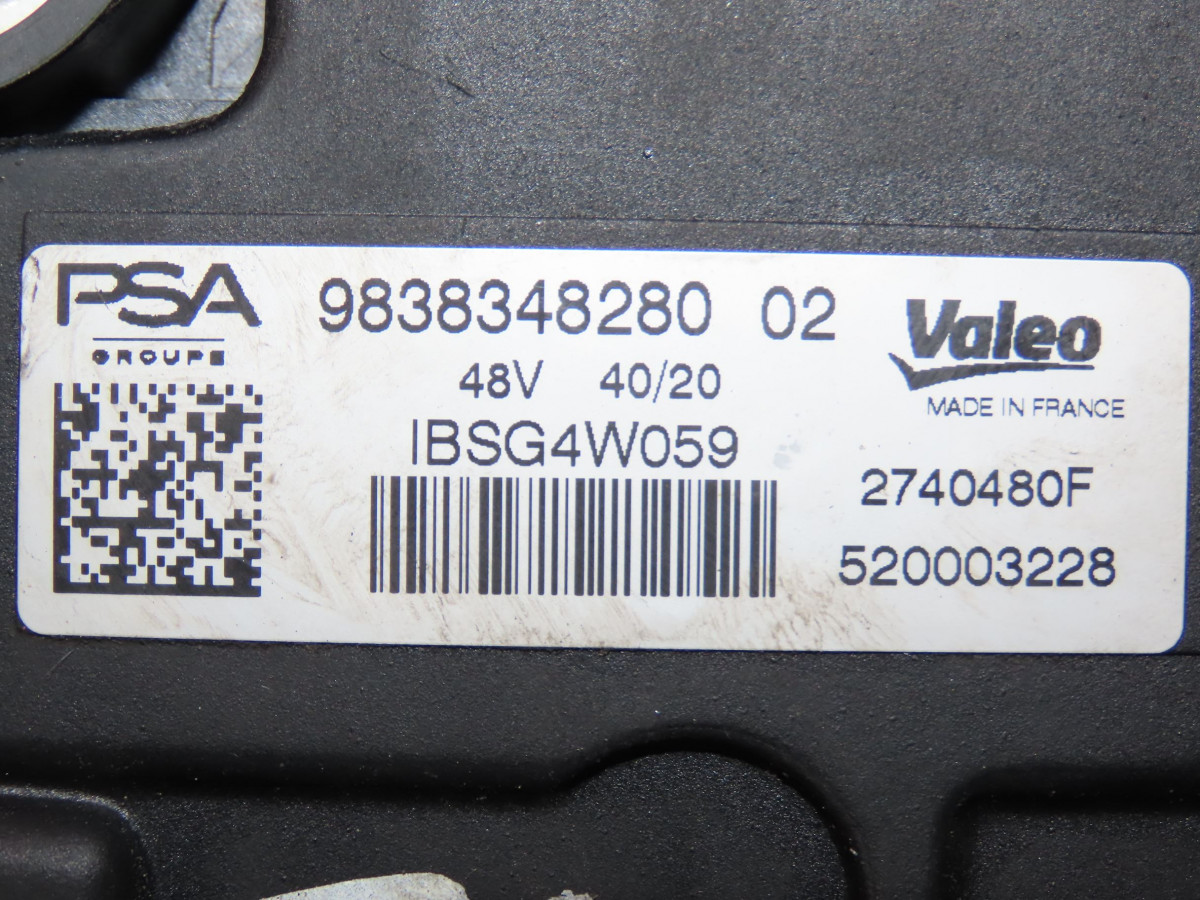 PSA
GROUPE
9838348280 02
48V 40/20
IBSG4W059
Valeo
MADE IN FRANCE
2740480F
520003228